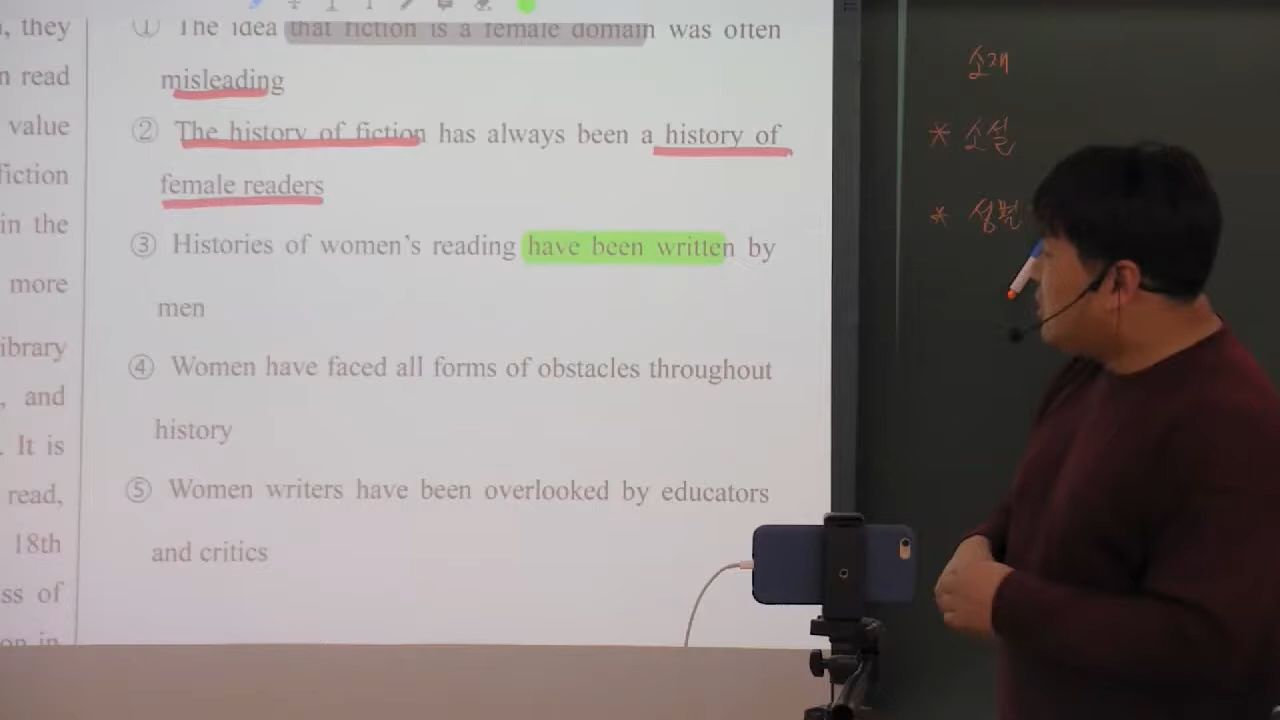 , they
n read
value
fiction
in the
more
ibrary
, and
. It is
read,
18th
ss of
on in
① The idea that fiction is a female domain was often
misleading
② The history of fiction has always been a history of
female readers
③ Histories of women's reading have been written by
men
④ Women have faced all forms of obstacles throughout
history
⑤ Women writers have been overlooked by educators
and critics
소재
* 소설
* 성별